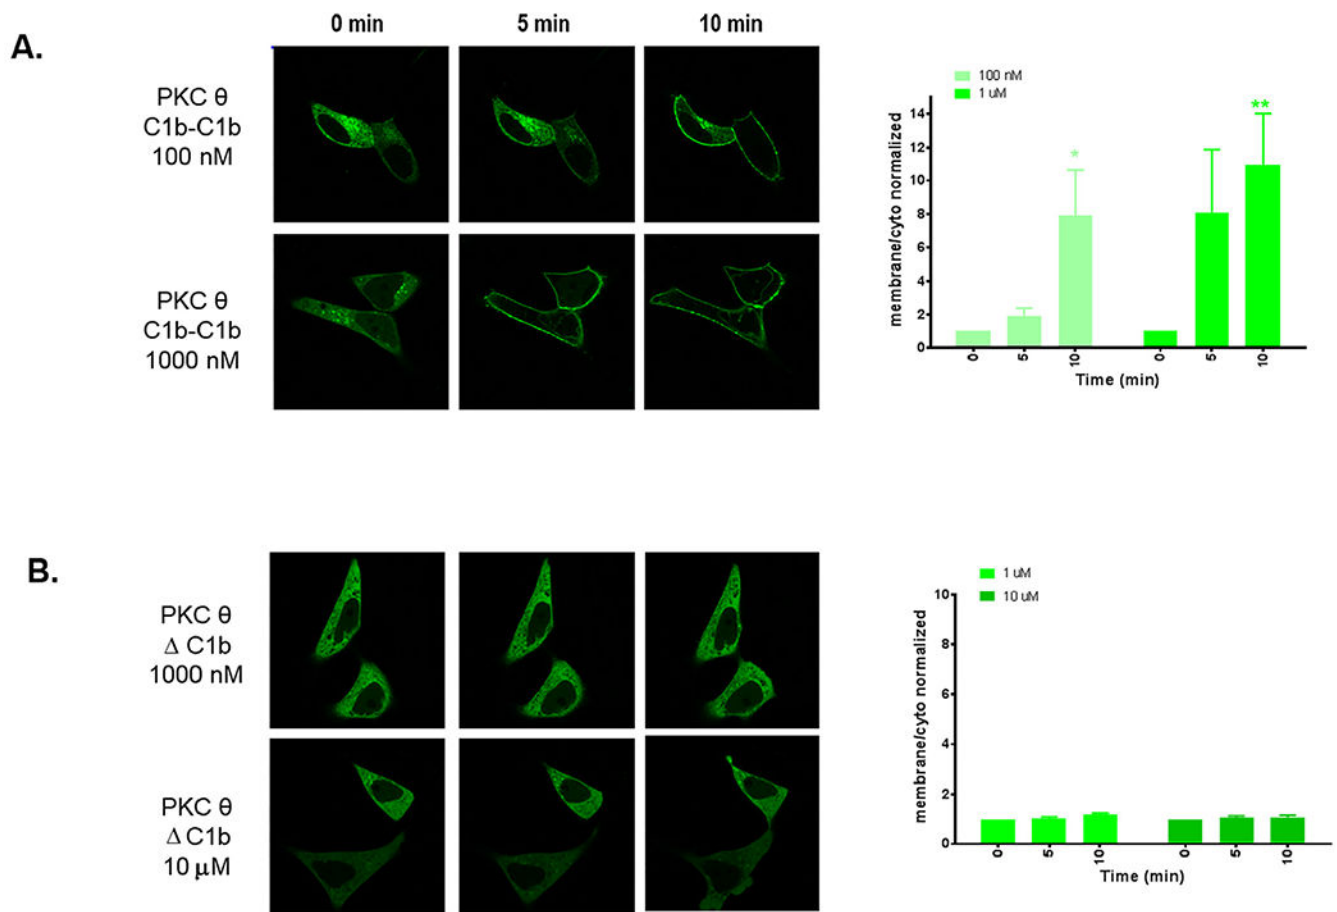 0 min 5 min 10 min
A.
PKC θ
C1b-C1b
100 nM
PKC θ
C1b-C1b
1000 nM
100 nM
1 uM
membrane/cyto normalized
14
12
10
8
6
4
2
0
*
**
0 5 10 0 5 10
Time (min)
B.
PKC θ
Δ C1b
1000 nM
PKC θ
Δ C1b
10 μM
1 uM
10 uM
membrane/cyto normalized
10
8
6
4
2
0
0 5 10 0 5 10
Time (min)